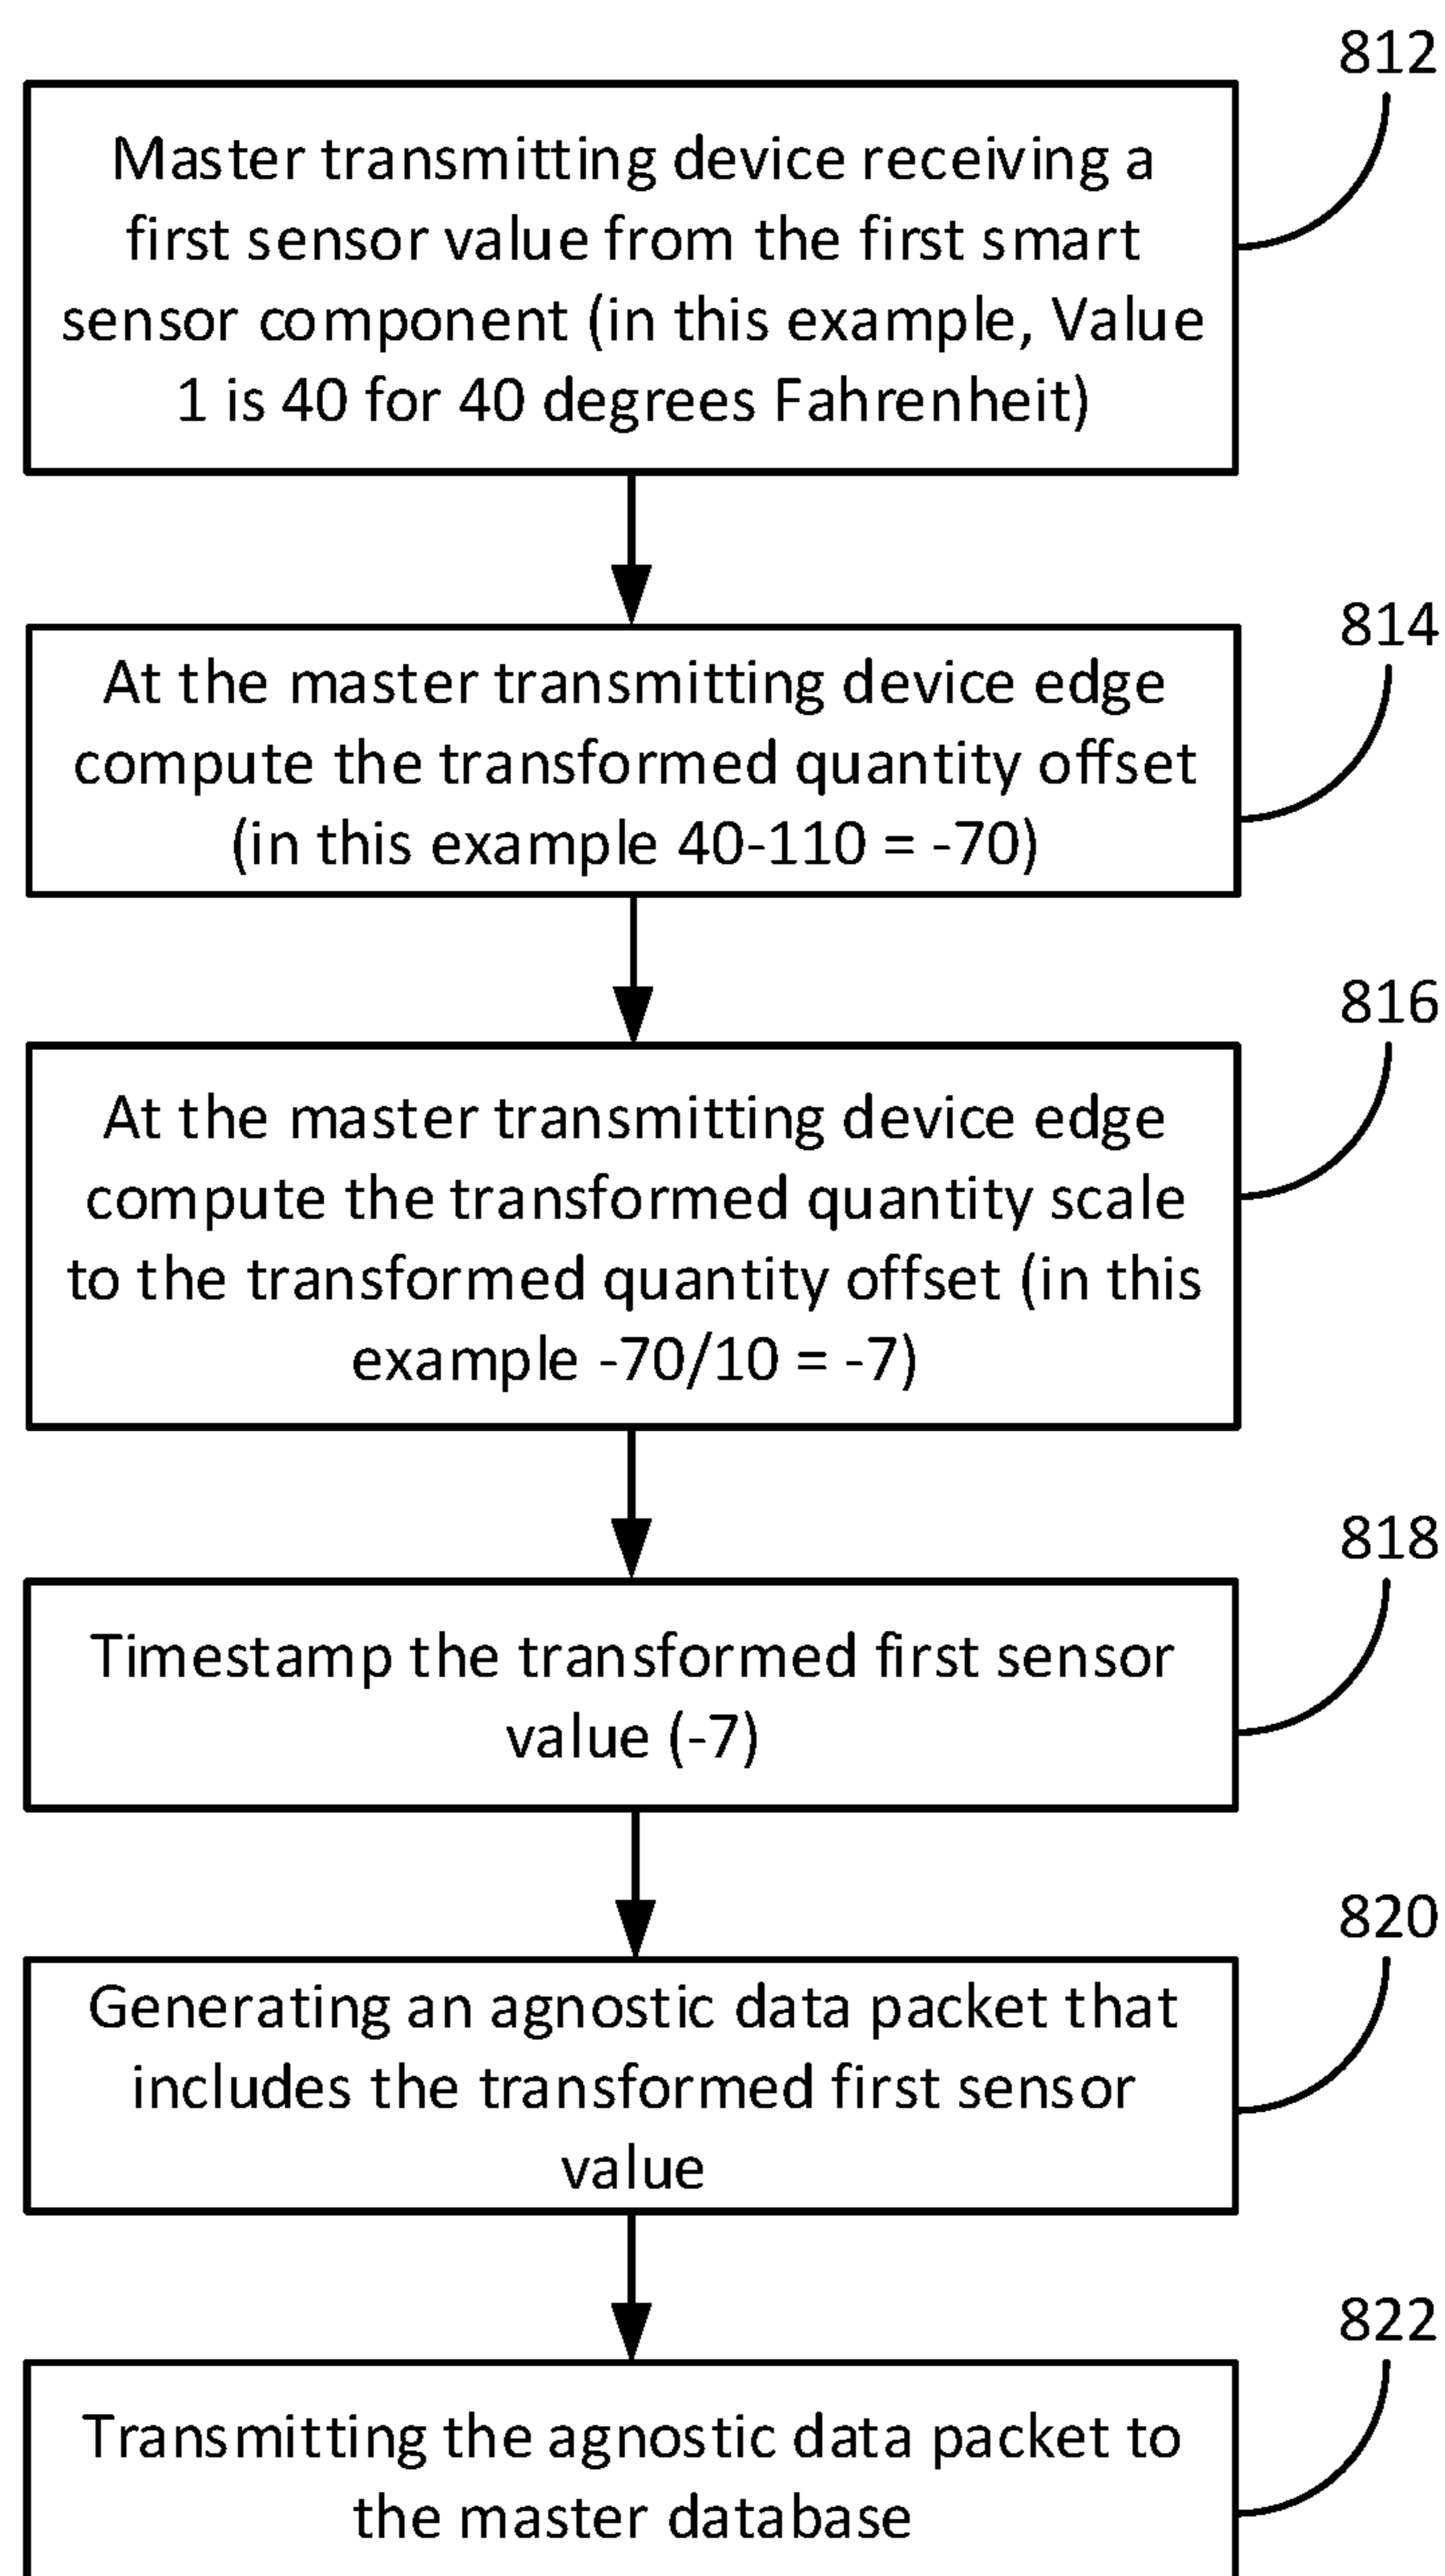 812
Master transmitting device receiving a
first sensor value from the first smart
sensor component (in this example, Value
1 is 40 for 40 degrees Fahrenheit)
814
At the master transmitting device edge
compute the transformed quantity offset
(in this example 40-110 = -70)
816
At the master transmitting device edge
compute the transformed quantity scale
to the transformed quantity offset (in this
example -70/10 = -7)
818
Timestamp the transformed first sensor
value (-7)
820
Generating an agnostic data packet that
includes the transformed first sensor
value
822
Transmitting the agnostic data packet to
the master database